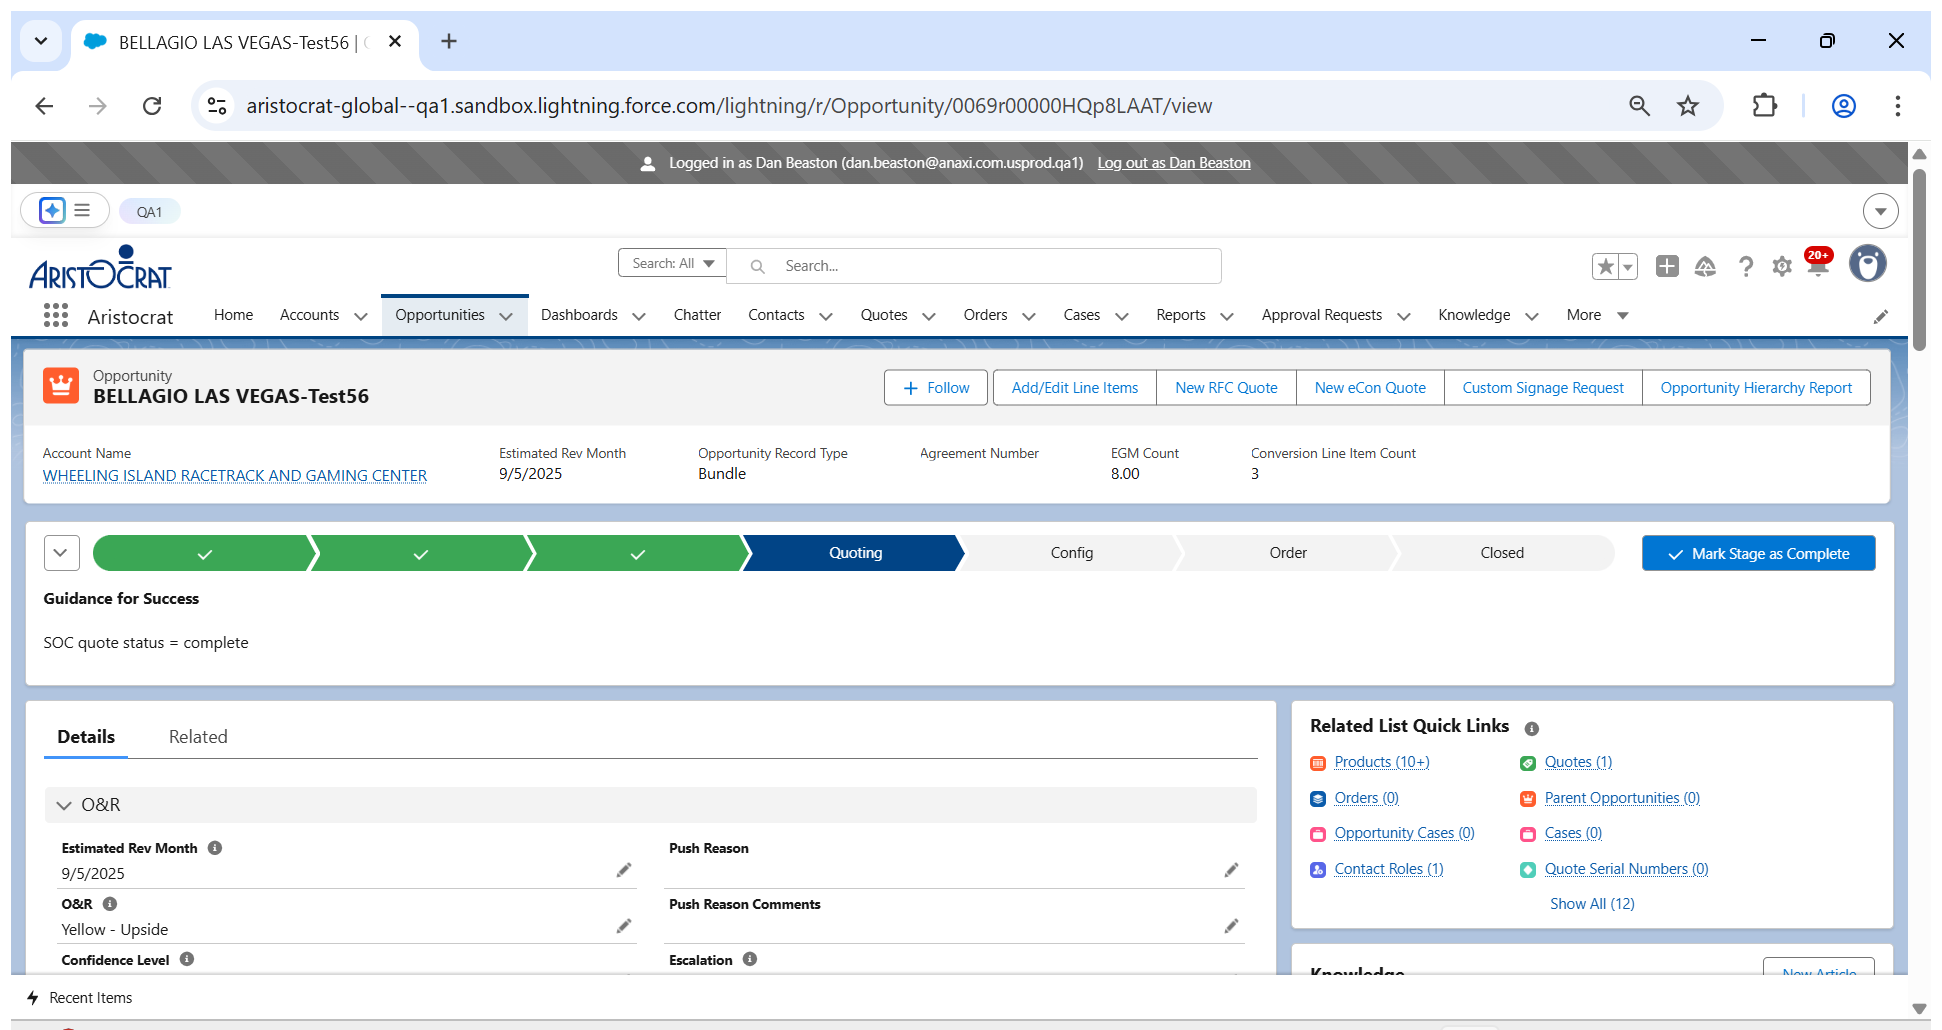 BELLAGIO LAS VEGAS-Test56 |
aristocrat-global--qa1.sandbox.lightning.force.com/lightning/r/Opportunity/0069r00000HQp8LAAT/view
Logged in as Dan Beaston (dan.beaston@anaxi.com.usprod.qa1) Log out as Dan Beaston
QA1
ARISTOCRAT
Search: All
Search...
20+
Aristocrat
Home
Accounts
Opportunities
Dashboards
Chatter
Contacts
Quotes
Orders
Cases
Reports
Approval Requests
Knowledge
More
Opportunity
BELLAGIO LAS VEGAS-Test56
Follow
Add/Edit Line Items
New RFC Quote
New eCon Quote
Custom Signage Request
Opportunity Hierarchy Report
Account Name
WHEELING ISLAND RACETRACK AND GAMING CENTER
Estimated Rev Month
9/5/2025
Opportunity Record Type
Bundle
Agreement Number
EGM Count
8.00
Conversion Line Item Count
3
Quoting
Config
Order
Closed
Mark Stage as Complete
Guidance for Success
SOC quote status = complete
Details
Related
O&R
Estimated Rev Month
9/5/2025
Push Reason
O&R
Yellow - Upside
Push Reason Comments
Confidence Level
Escalation
Related List Quick Links
Products (10+)
Quotes (1)
Orders (0)
Parent Opportunities (0)
Opportunity Cases (0)
Cases (0)
Contact Roles (1)
Quote Serial Numbers (0)
Show All (12)
Knowledge
New Article
Recent Items